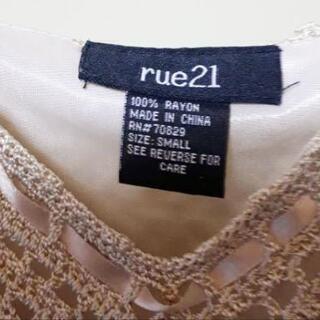 rue21
100% RAYON
MADE IN CHINA
RN# 70829
SIZE: SMALL
SEE REVERSE FOR
CARE